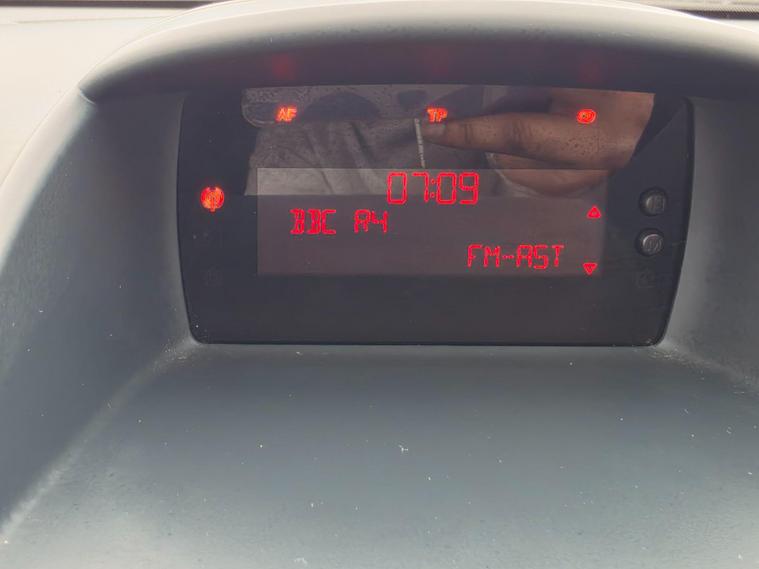 AF TP
07:09
BBC R4
FM-AST